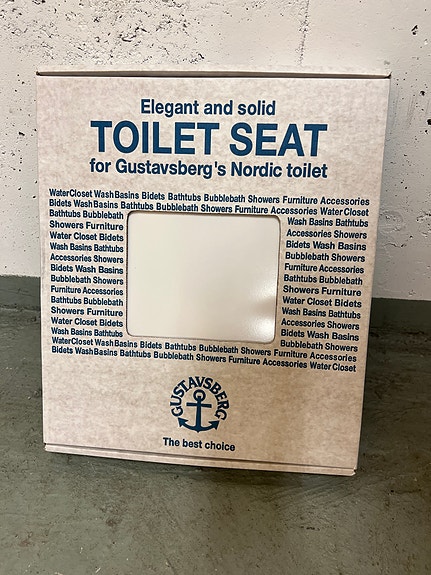 Elegant and solid
TOILET SEAT
for Gustavsberg's Nordic toilet
WaterCloset WashBasins Bidets Bathtubs Bubblebath Showers Furniture Accessories
Bidets WashBasins Bathtubs Bubblebath Showers Furniture Accessories WaterCloset
Bathtubs Bubblebath
Showers Furniture
Water Closet Bidets
Wash Basins Bathtubs
Accessories Showers
Bidets Wash Basins
Bubblebath Showers
Furniture Accessories
Bathtubs Bubblebath
Showers Furniture
Water Closet Bidets
Wash Basins Bathtubs
Wash Basins Bathtubs
Accessories Showers
Bidets Wash Basins
Bubblebath Showers
Furniture Accessories
Bathtubs Bubblebath
Showers Furniture
Water Closet Bidets
Wash Basins Bathtubs
Accessories Showers
Bidets Wash Basins
Bubblebath Showers
WaterCloset WashBasins Bidets Bathtubs Bubblebath Showers Furniture Accessories
Bidets WashBasins Bathtubs Bubblebath Showers Furniture Accessories WaterCloset
GUSTAVSBERG
The best choice